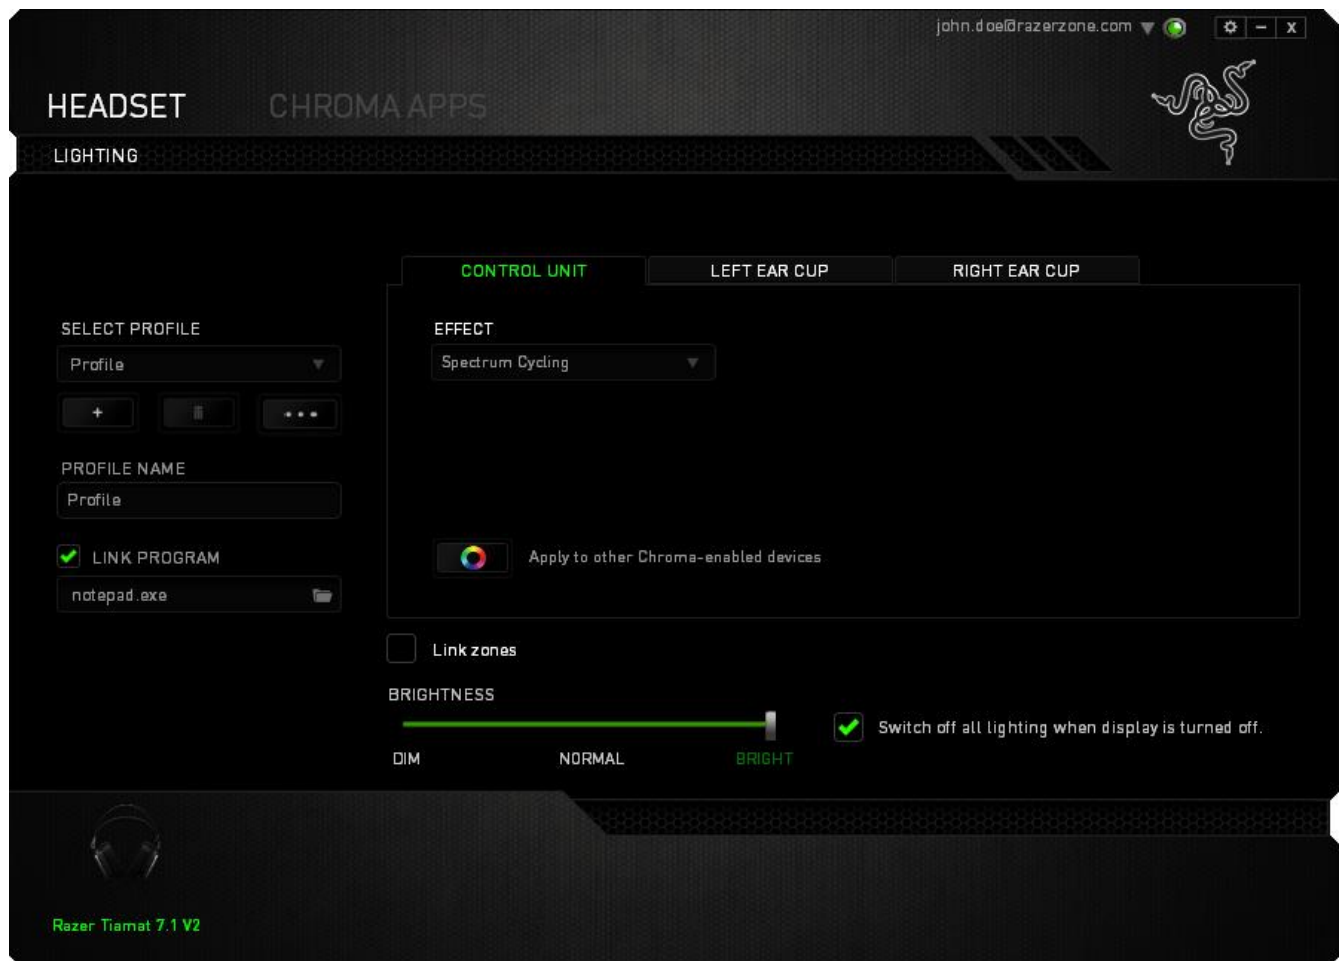 john.doe@razerzone.com
HEADSET CHROMA APPS
LIGHTING
CONTROL UNIT LEFT EAR CUP RIGHT EAR CUP
SELECT PROFILE
Profile
+
PROFILE NAME
Profile
LINK PROGRAM
notepad.exe
EFFECT
Spectrum Cycling
Apply to other Chroma-enabled devices
Link zones
BRIGHTNESS
DIM NORMAL BRIGHT
Switch off all lighting when display is turned off.
Razer Tiamat 7.1 V2